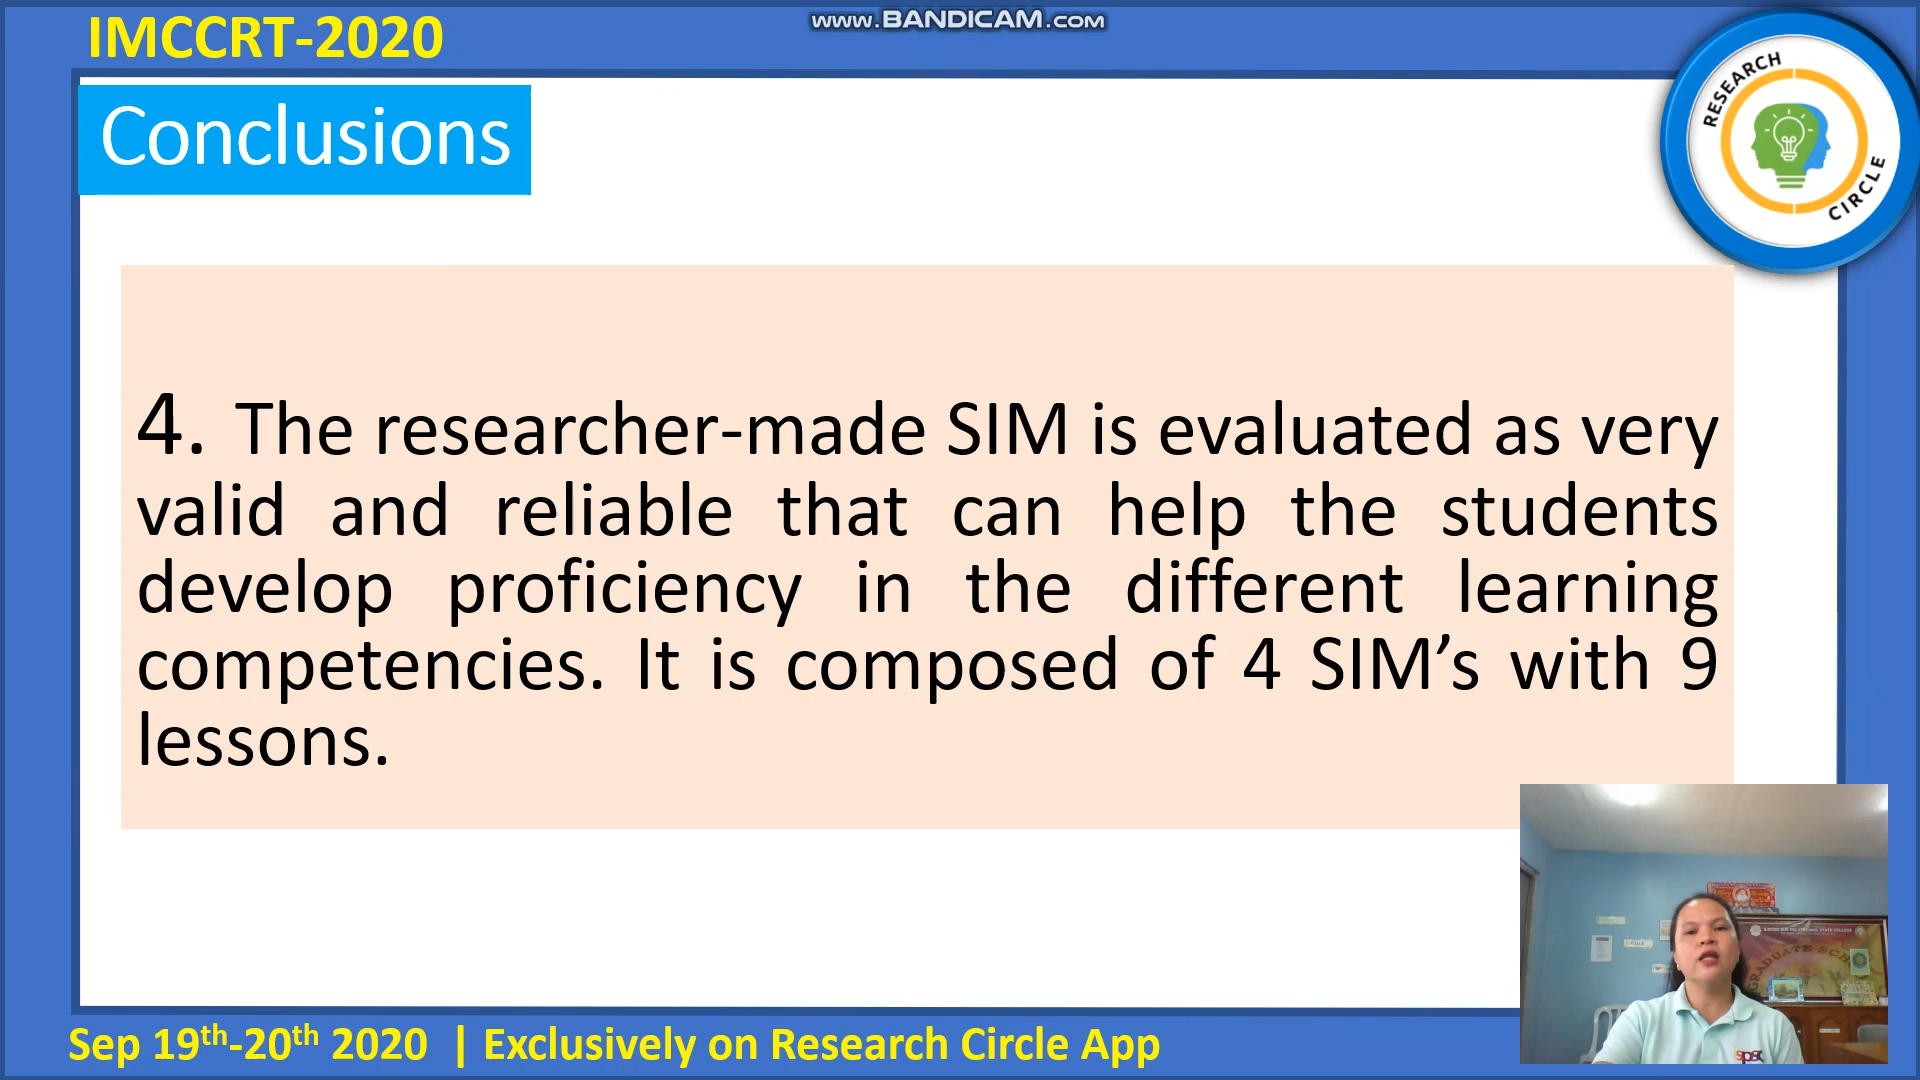 IMCCRT-2020
www.BANDICAM.com
Conclusions
RESEARCH
CIRCLE
4. The researcher-made SIM is evaluated as very
valid and reliable that can help the students
develop proficiency in the different learning
competencies. It is composed of 4 SIM’s with 9
lessons.
GRADUATE SCH
Sep 19th-20th 2020 | Exclusively on Research Circle App